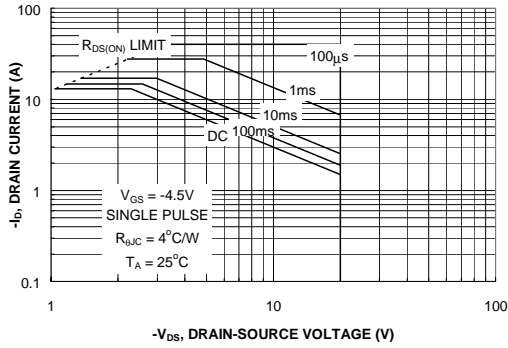 100
R_DS(ON) LIMIT
100μs
1ms
10
10ms
DC 100ms
1
V_GS = -4.5V
SINGLE PULSE
R_θJC = 4°C/W
T_A = 25°C
0.1
1 10 100
-I_D, DRAIN CURRENT (A)
-V_DS, DRAIN-SOURCE VOLTAGE (V)